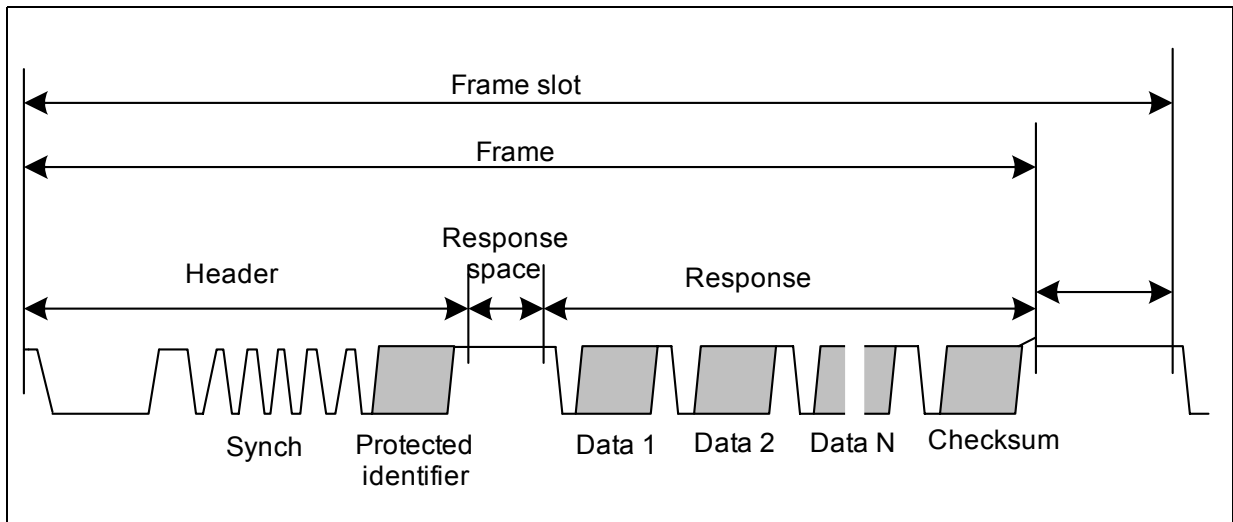 Frame slot
Frame
Response
space
Header
Response
Synch
Protected
identifier
Data 1
Data 2
Data N
Checksum